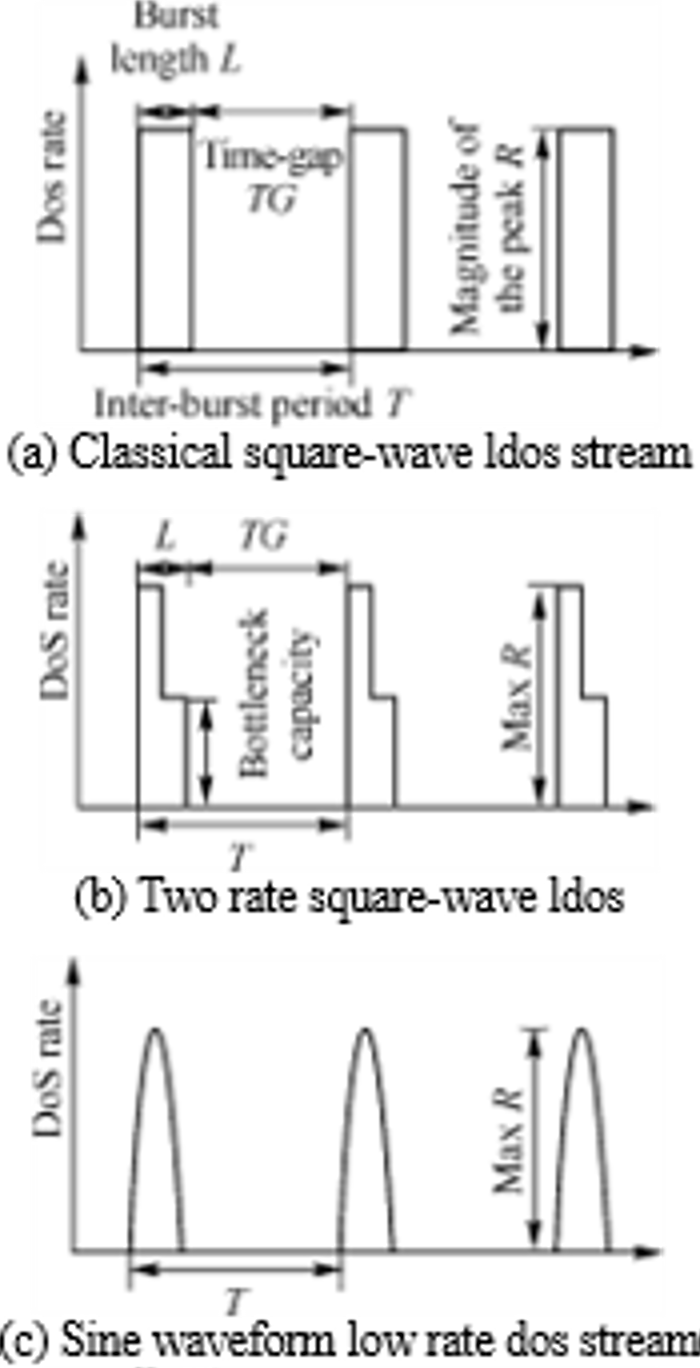 Burst
length L
Dos rate
Time-gap
TG
Magnitude of
the peak R
Inter-burst period T
(a) Classical square-wave ldos stream
L
TG
DoS rate
Bottleneck
capacity
Max R
T
(b) Two rate square-wave ldos
DoS rate
Max R
T
(c) Sine waveform low rate dos stream